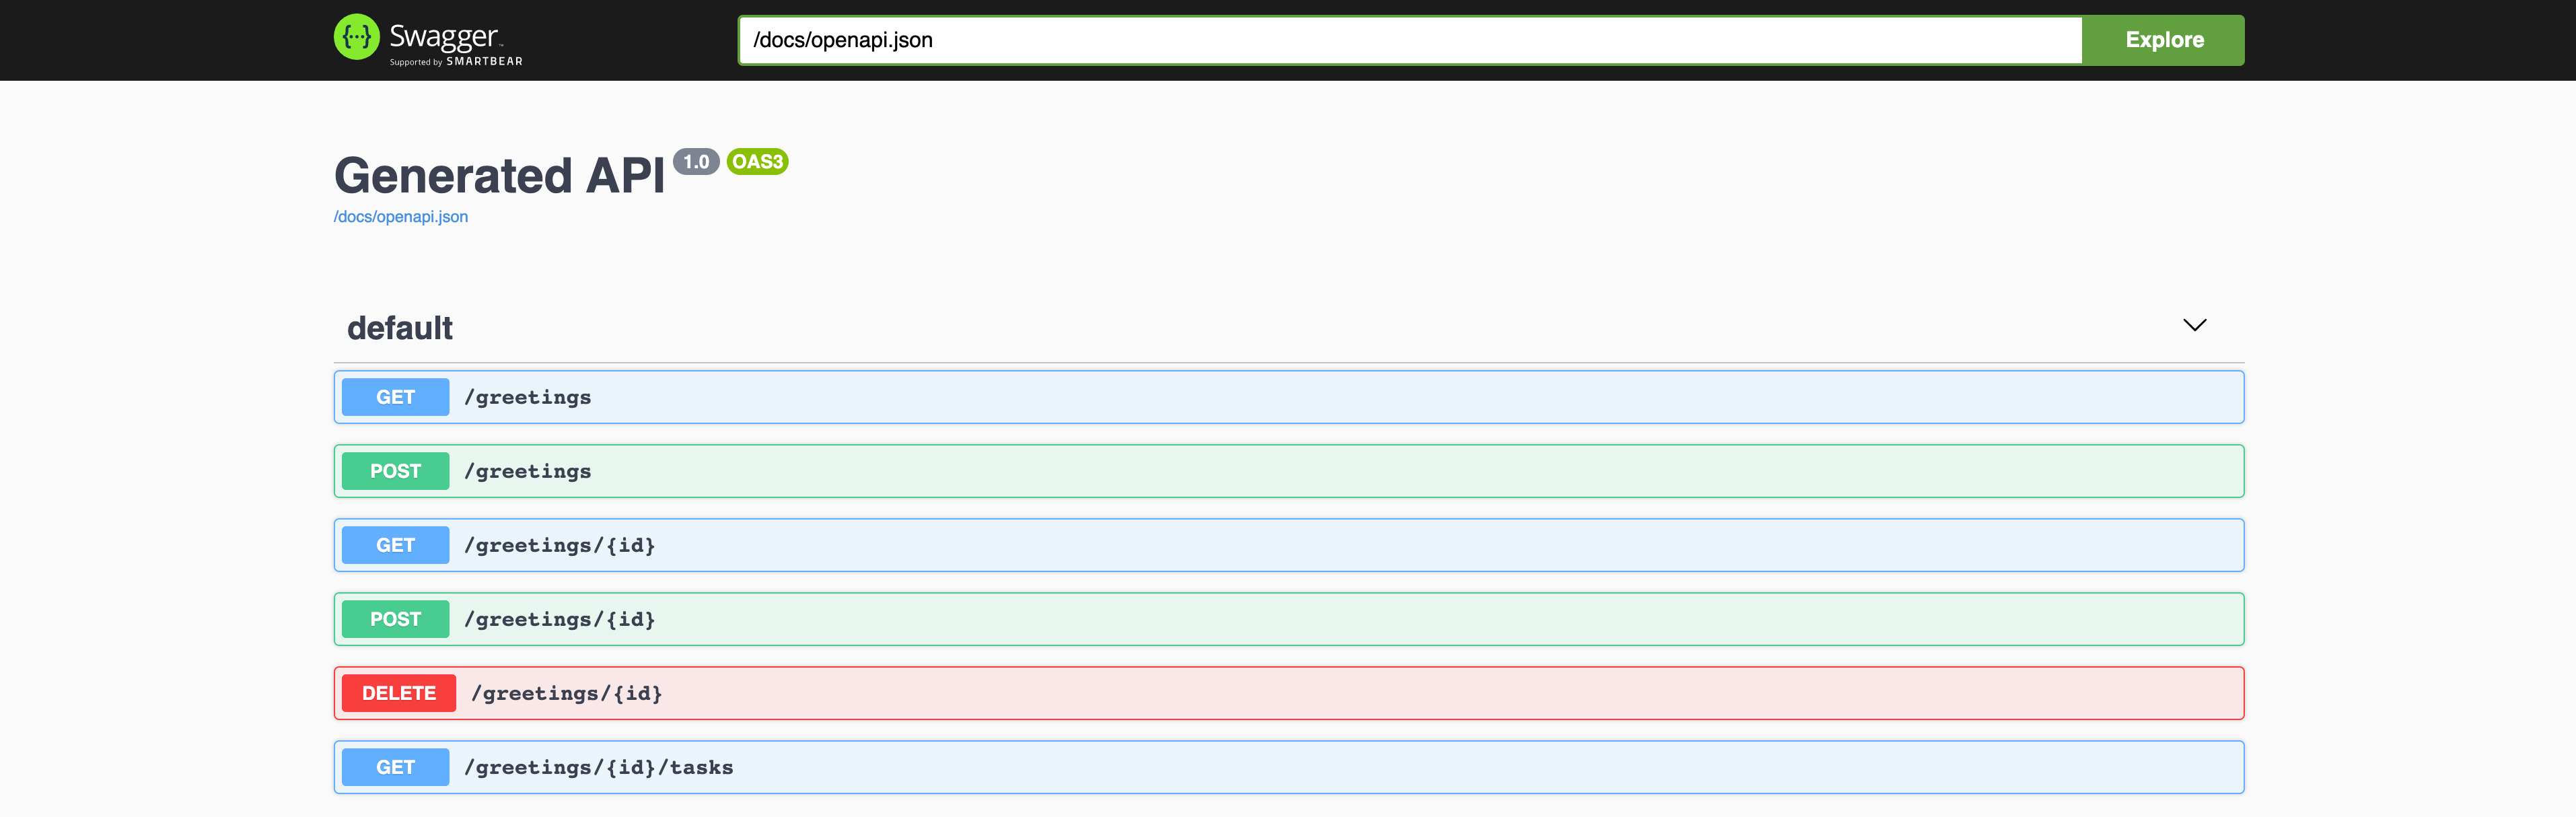 Swagger
Supported by SMARTBEAR
/docs/openapi.json
Explore
Generated API 1.0 OAS3
/docs/openapi.json
default
GET /greetings
POST /greetings
GET /greetings/{id}
POST /greetings/{id}
DELETE /greetings/{id}
GET /greetings/{id}/tasks